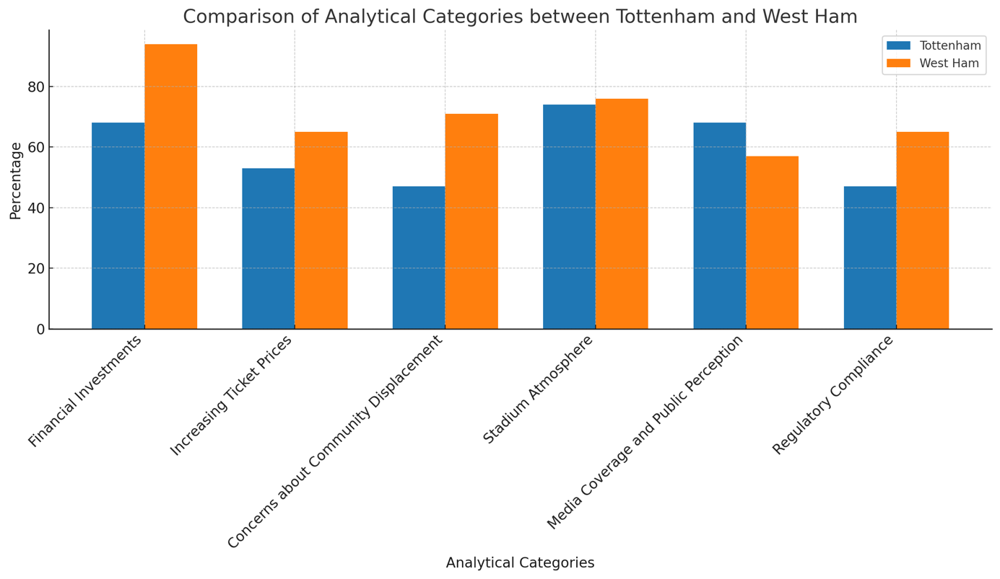 Comparison of Analytical Categories between Tottenham and West Ham
Tottenham
West Ham
Percentage
80
60
40
20
0
Financial Investments
Increasing Ticket Prices
Concerns about Community Displacement
Stadium Atmosphere
Media Coverage and Public Perception
Regulatory Compliance
Analytical Categories